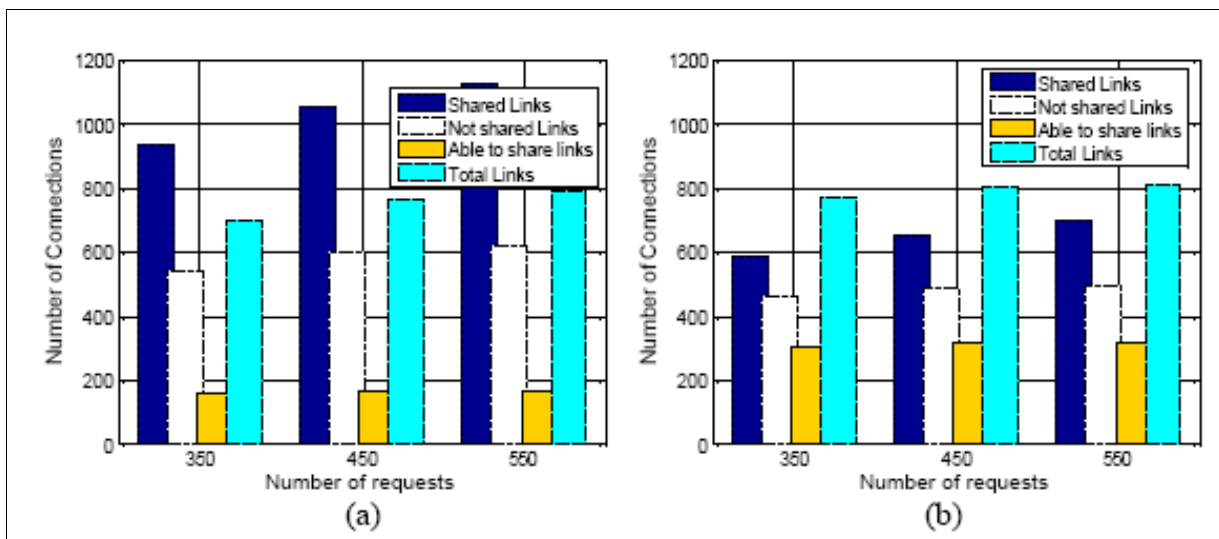 1200
1000
800
600
400
200
0
Number of Connections
Shared Links
Not shared Links
Able to share links
Total Links
350
450
550
Number of requests
(a)
1200
1000
800
600
400
200
0
Number of Connections
Shared Links
Not shared Links
Able to share links
Total Links
350
450
550
Number of requests
(b)